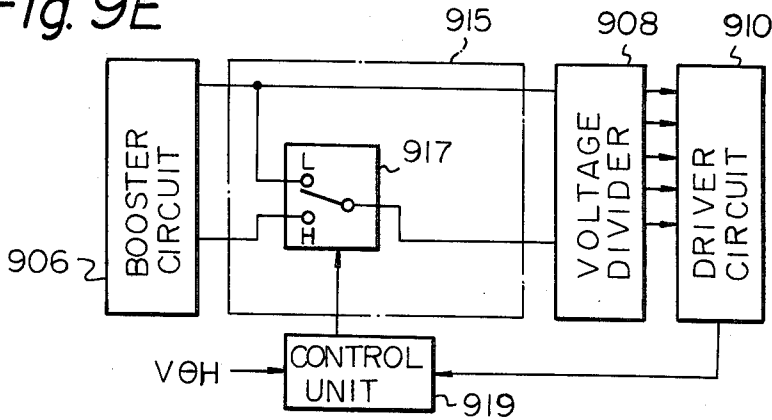 Fig. 9E
915
908
910
BOOSTER
CIRCUIT
906
L
H
917
VOLTAGE
DIVIDER
DRIVER
CIRCUIT
VΘH
CONTROL
UNIT
919